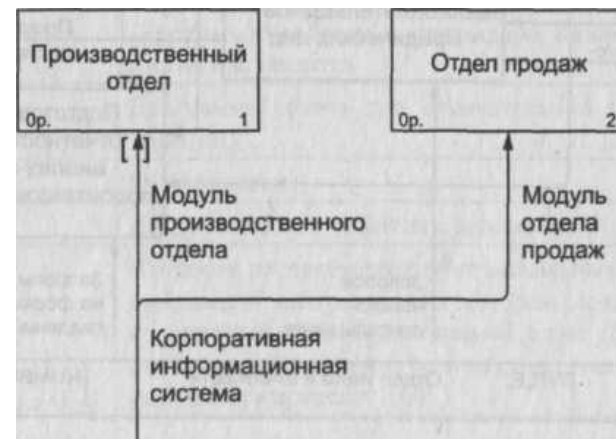 Производственный
отдел
0р.
1
Отдел продаж
0р.
2
[ ]
Модуль
производственного
отдела
Модуль
отдела
продаж
Корпоративная
информационная
система